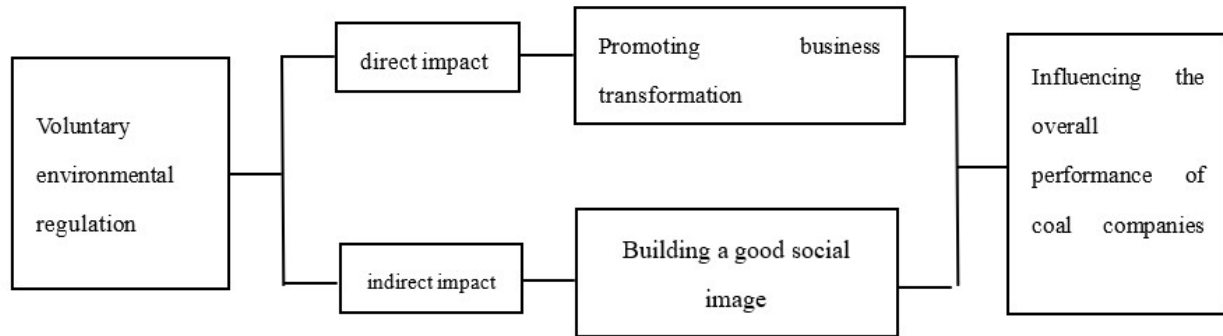 Voluntary
environmental
regulation
direct impact
Promoting business
transformation
indirect impact
Building a good social
image
Influencing the
overall
performance of
coal companies